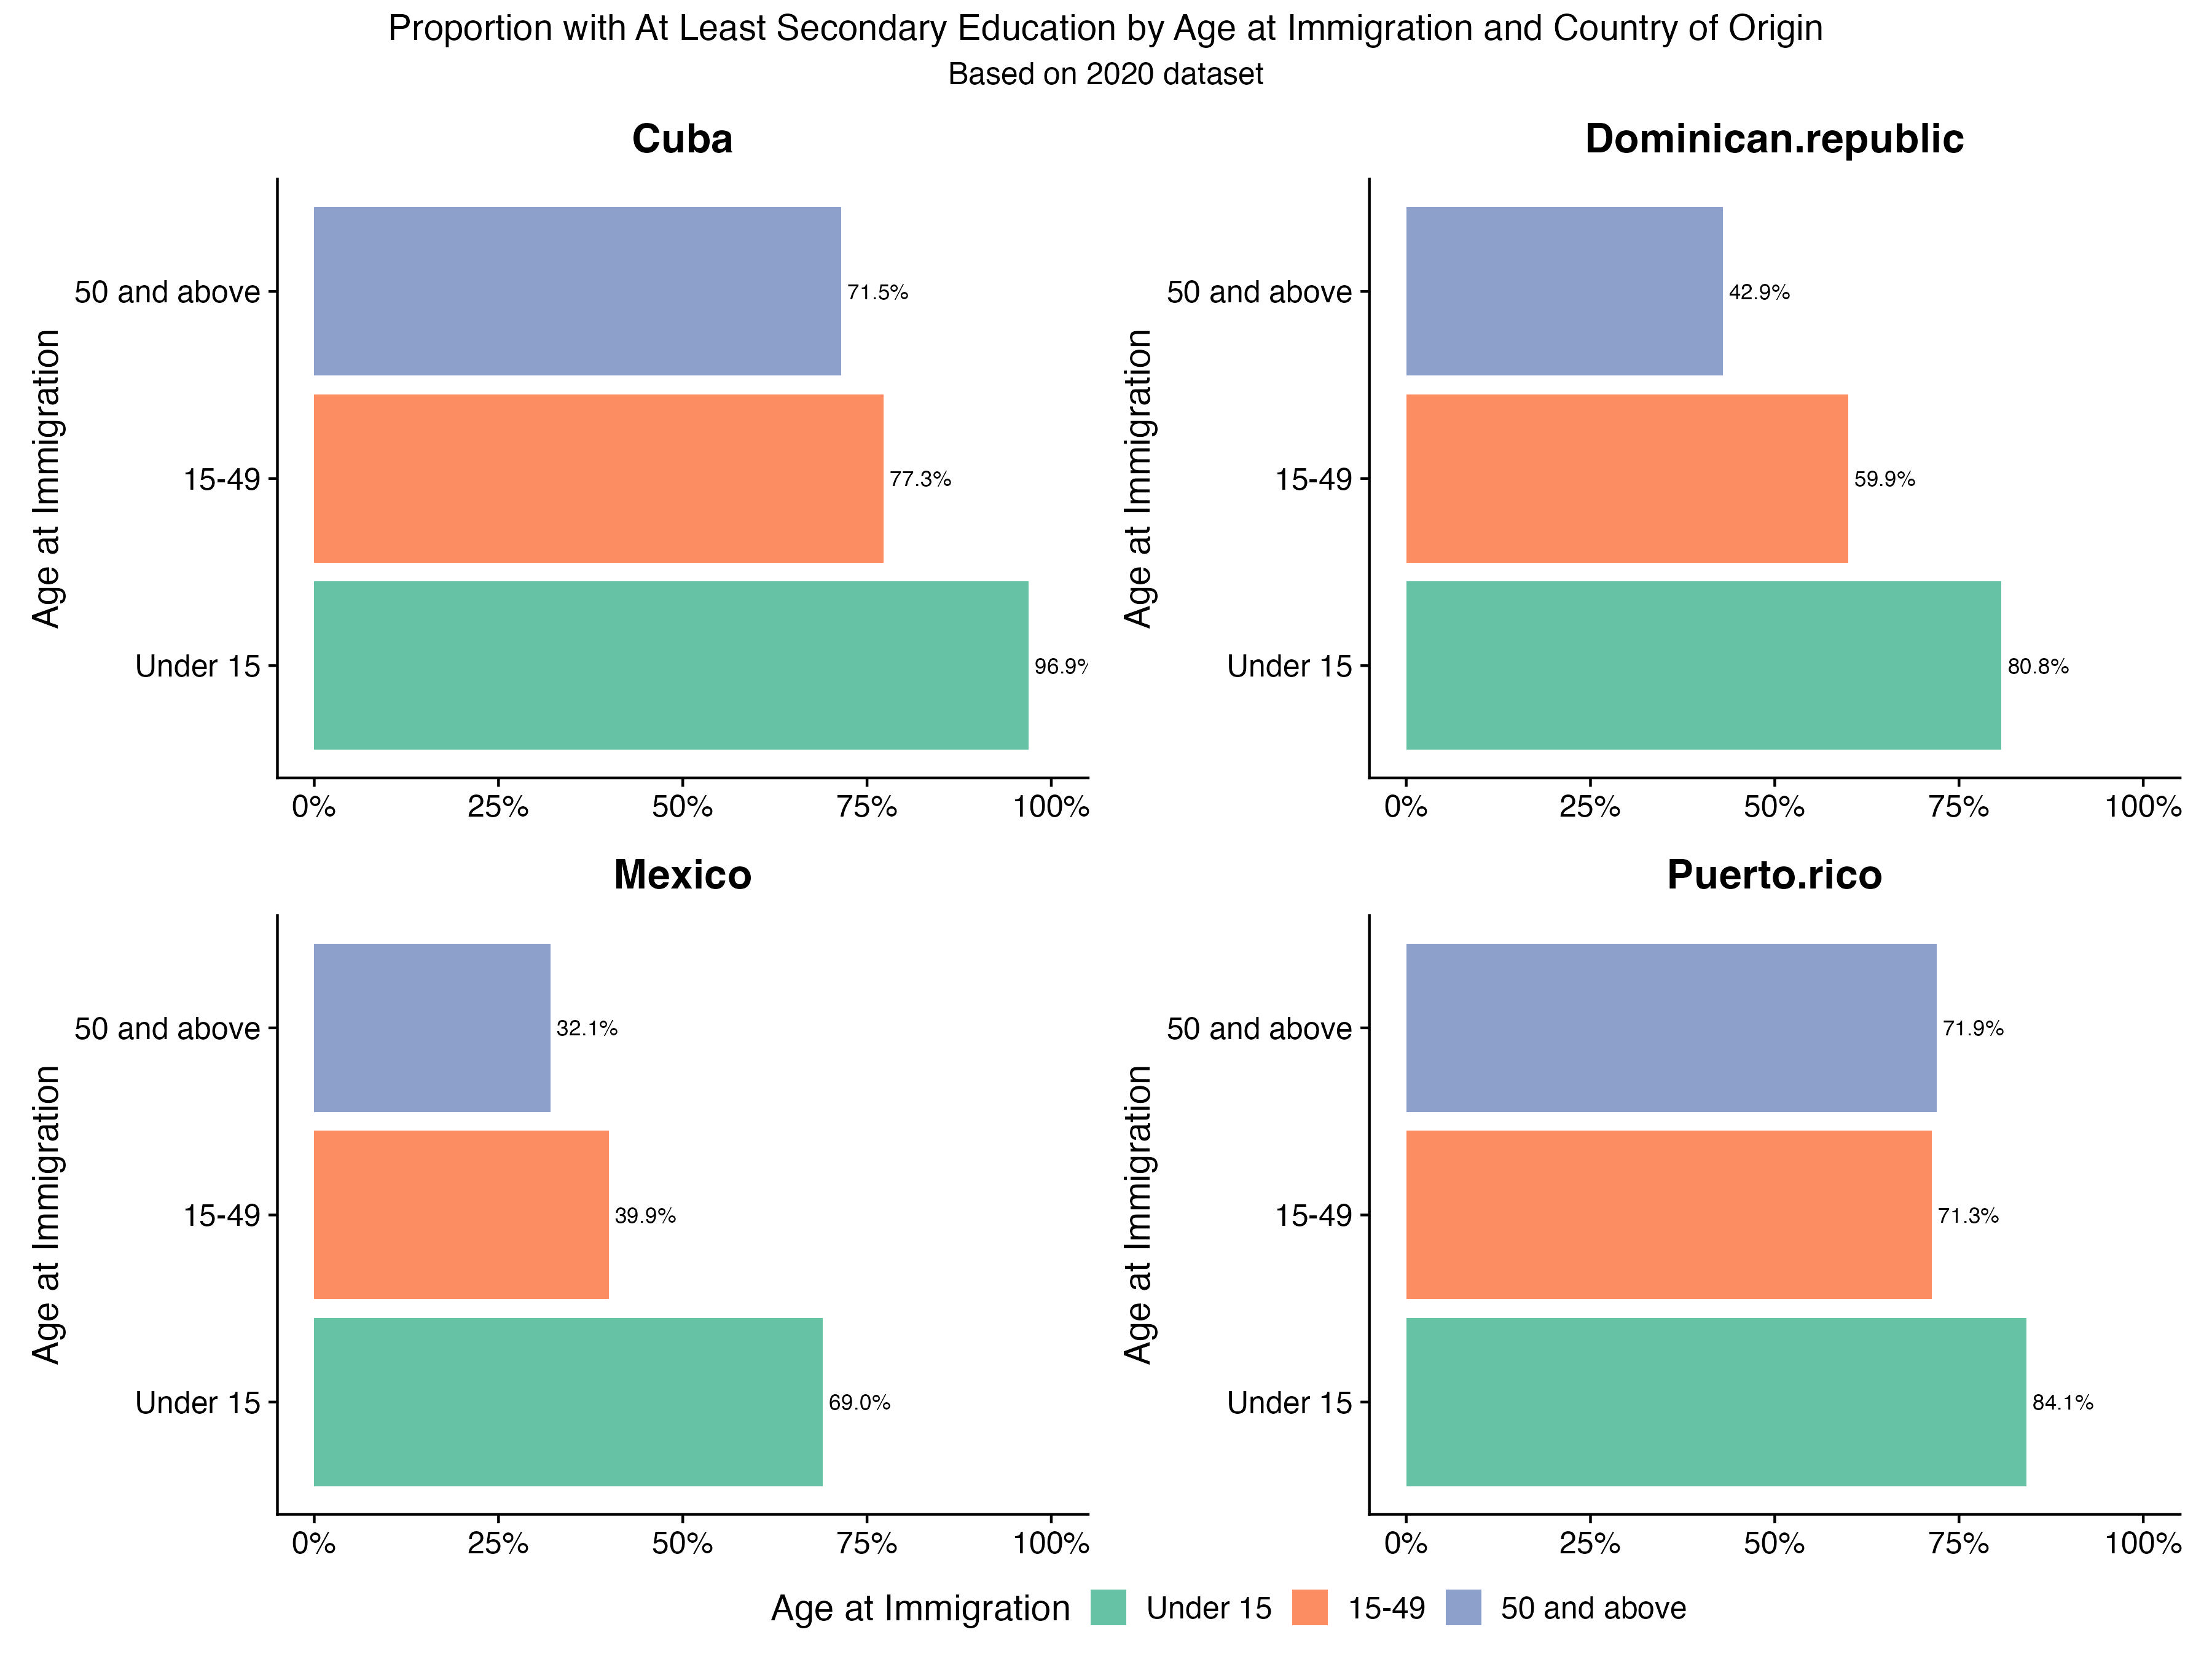 Proportion with At Least Secondary Education by Age at Immigration and Country of Origin
Based on 2020 dataset
Cuba
Age at Immigration
50 and above
71.5%
15-49
77.3%
Under 15
96.9%
0% 25% 50% 75% 100%
Dominican.republic
Age at Immigration
50 and above
42.9%
15-49
59.9%
Under 15
80.8%
0% 25% 50% 75% 100%
Mexico
Age at Immigration
50 and above
32.1%
15-49
39.9%
Under 15
69.0%
0% 25% 50% 75% 100%
Puerto.rico
Age at Immigration
50 and above
71.9%
15-49
71.3%
Under 15
84.1%
0% 25% 50% 75% 100%
Age at Immigration Under 15 15-49 50 and above